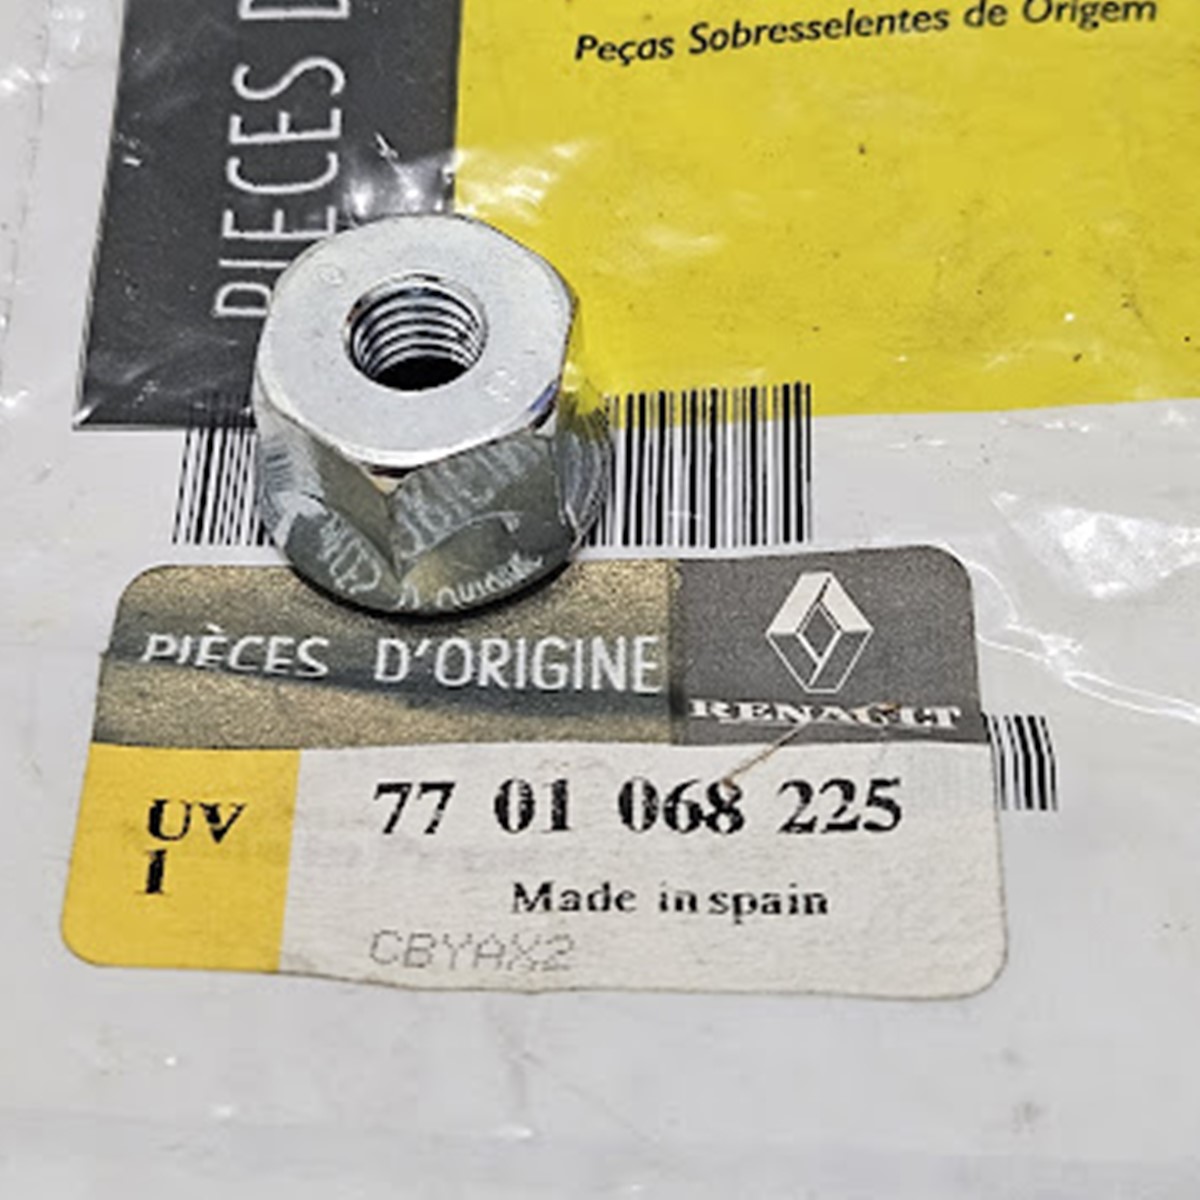 Peças Sobresselentes de Origem
PIECES D
PIÈCES D'ORIGINE
RENAULT
UV
1
77 01 068 225
Made in spain
CBYAX2